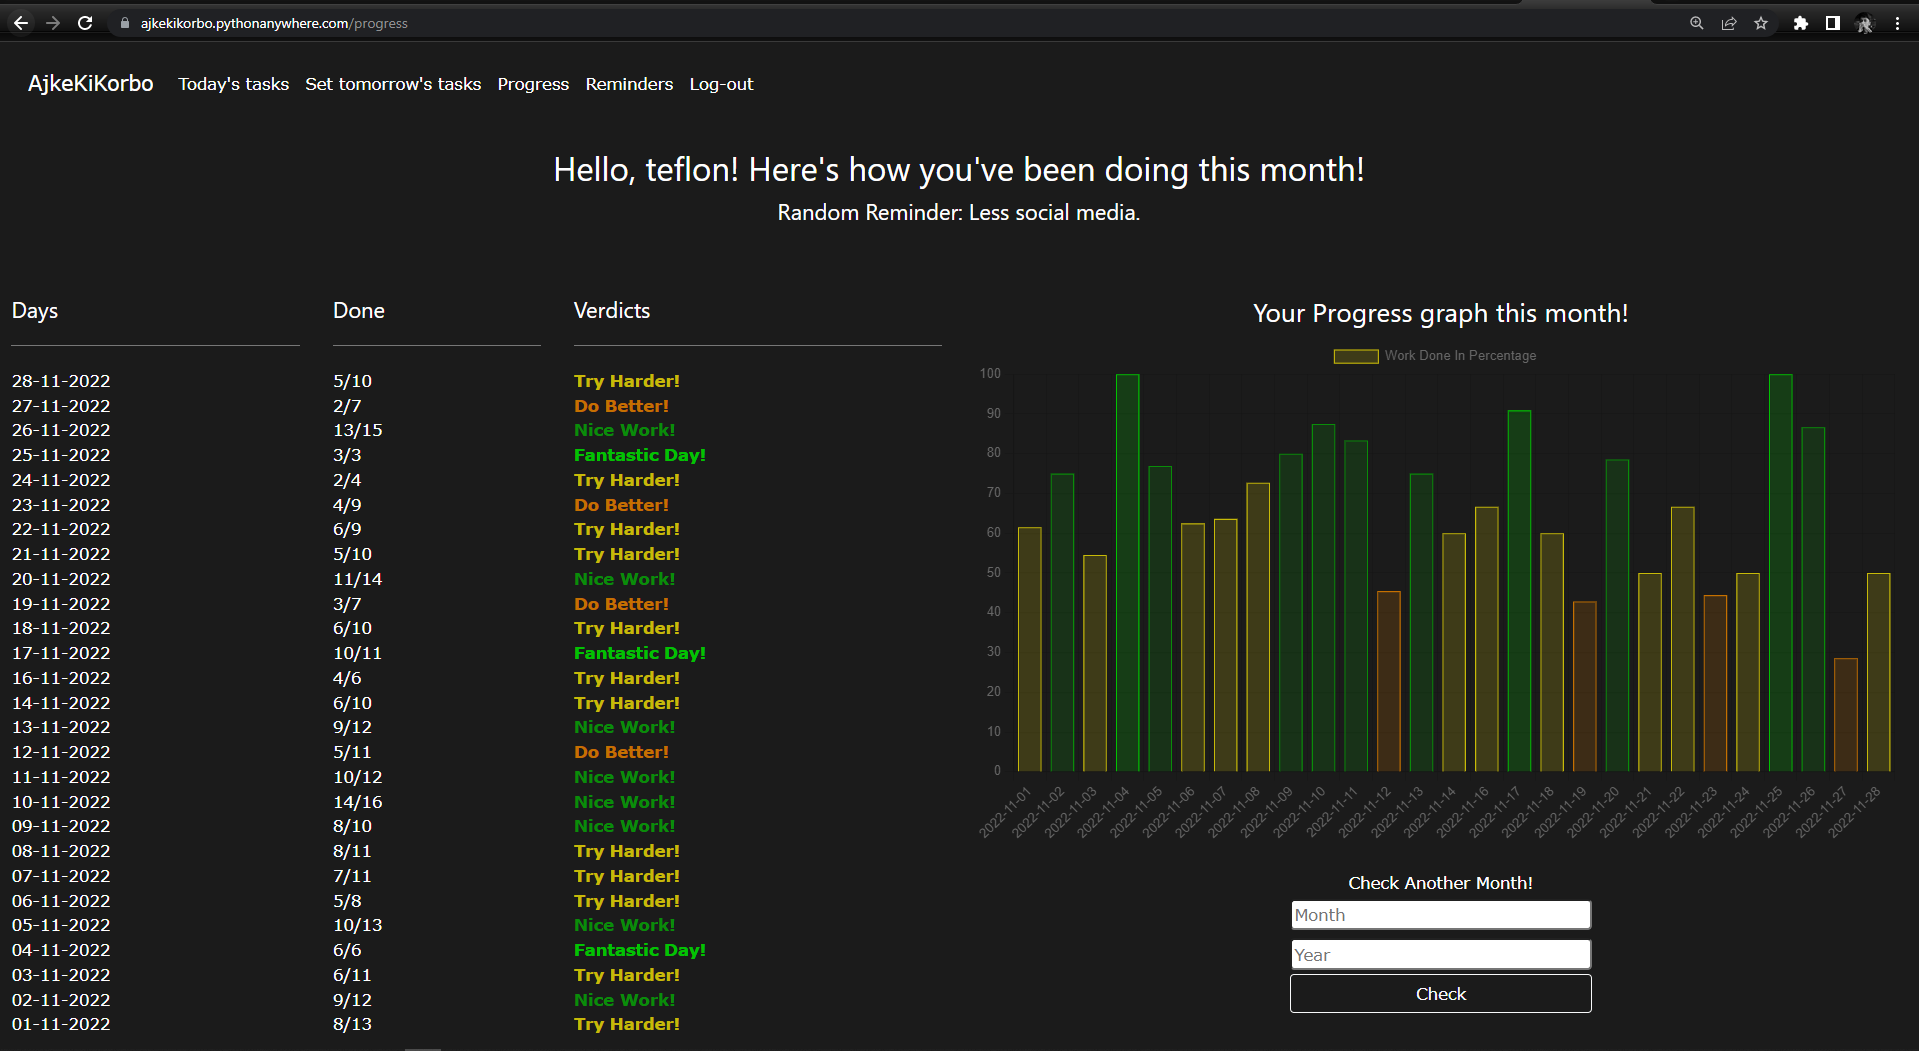 ajkekikorbo.pythonanywhere.com/progress
AjkeKiKorbo Today's tasks Set tomorrow's tasks Progress Reminders Log-out
Hello, teflon! Here's how you've been doing this month!
Random Reminder: Less social media.
Days Done Verdicts
28-11-2022 5/10 Try Harder!
27-11-2022 2/7 Do Better!
26-11-2022 13/15 Nice Work!
25-11-2022 3/3 Fantastic Day!
24-11-2022 2/4 Try Harder!
23-11-2022 4/9 Do Better!
22-11-2022 6/9 Try Harder!
21-11-2022 5/10 Try Harder!
20-11-2022 11/14 Nice Work!
19-11-2022 3/7 Do Better!
18-11-2022 6/10 Try Harder!
17-11-2022 10/11 Fantastic Day!
16-11-2022 4/6 Try Harder!
14-11-2022 6/10 Try Harder!
13-11-2022 9/12 Nice Work!
12-11-2022 5/11 Do Better!
11-11-2022 10/12 Nice Work!
10-11-2022 14/16 Nice Work!
09-11-2022 8/10 Nice Work!
08-11-2022 8/11 Try Harder!
07-11-2022 7/11 Try Harder!
06-11-2022 5/8 Try Harder!
05-11-2022 10/13 Nice Work!
04-11-2022 6/6 Fantastic Day!
03-11-2022 6/11 Try Harder!
02-11-2022 9/12 Nice Work!
01-11-2022 8/13 Try Harder!
Your Progress graph this month!
Work Done In Percentage
100
90
80
70
60
50
40
30
20
10
0
2022-11-01 2022-11-02 2022-11-03 2022-11-04 2022-11-05 2022-11-06 2022-11-07 2022-11-08 2022-11-09 2022-11-10 2022-11-11 2022-11-12 2022-11-13 2022-11-14 2022-11-16 2022-11-17 2022-11-18 2022-11-19 2022-11-20 2022-11-21 2022-11-22 2022-11-23 2022-11-24 2022-11-25 2022-11-26 2022-11-27 2022-11-28
Check Another Month!
Month
Year
Check